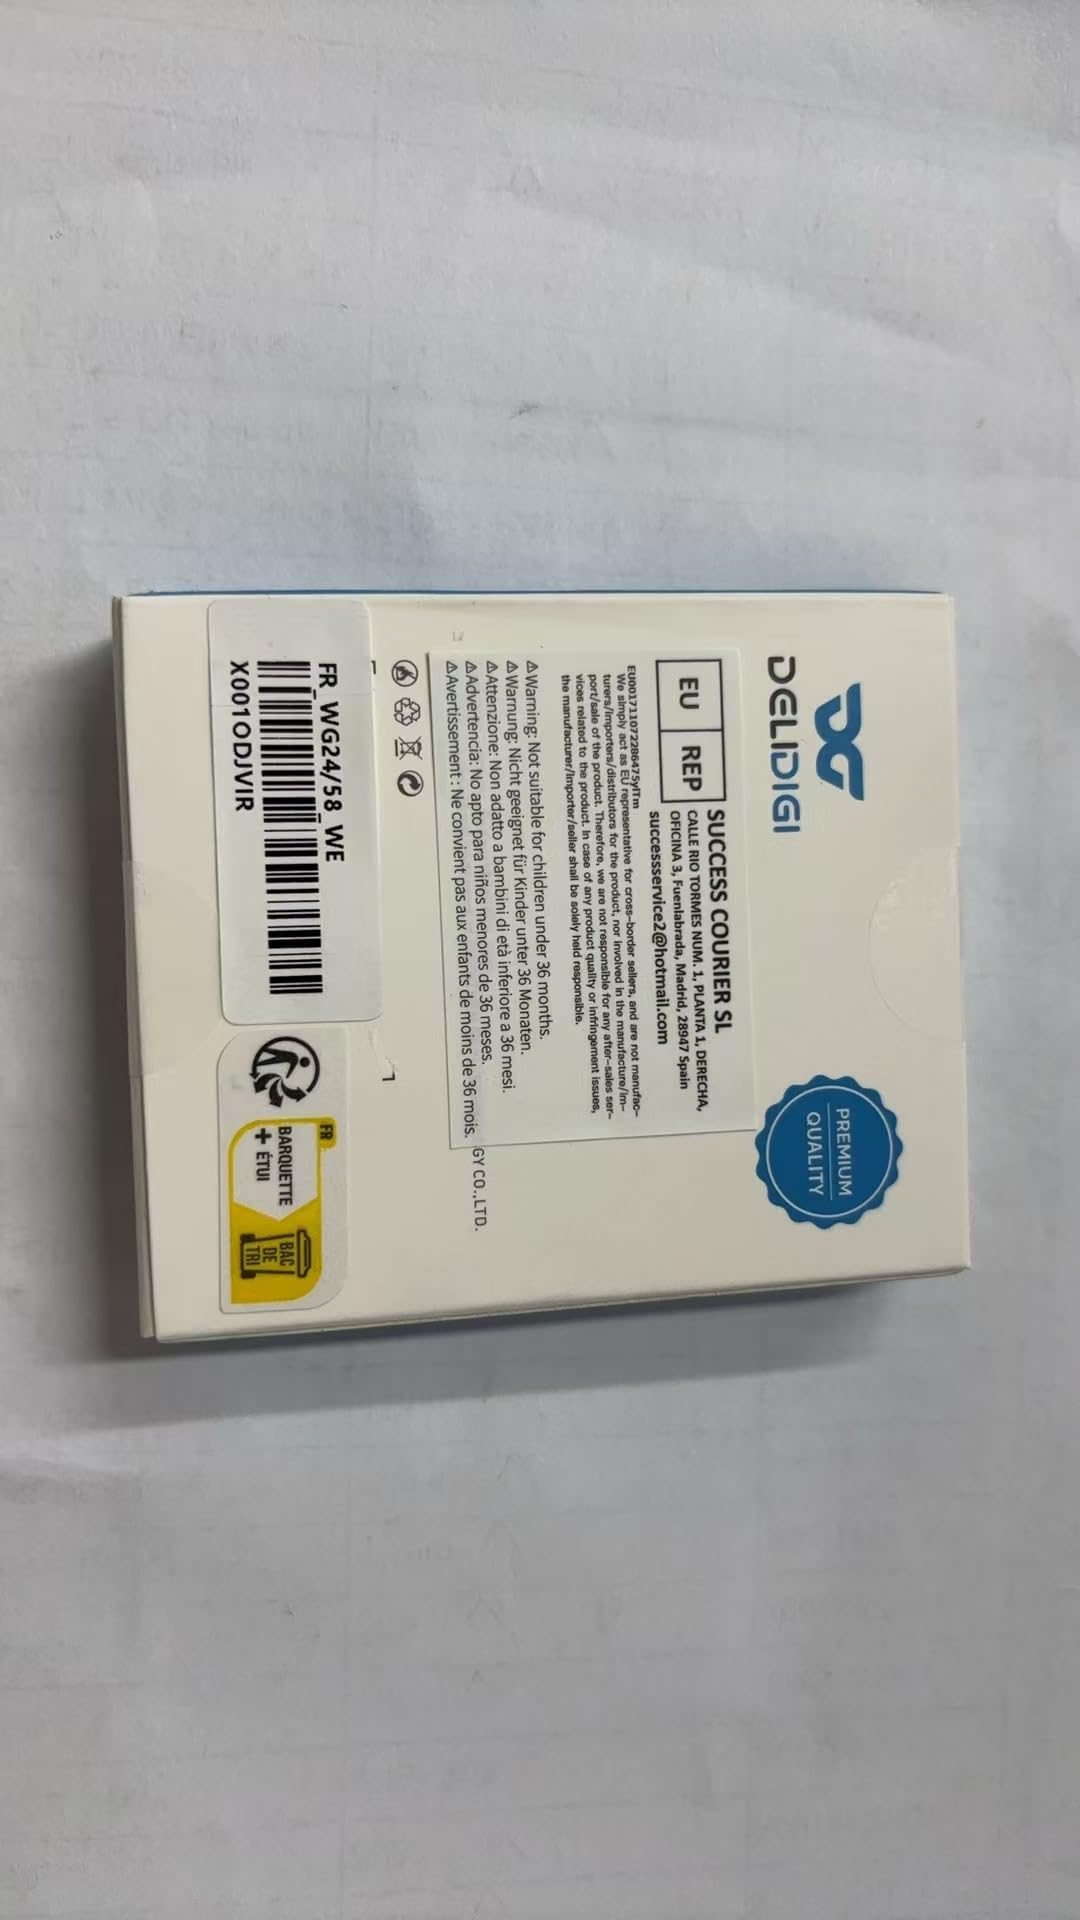 DELIDIGI
PREMIUM
QUALITY
EU REP
SUCCESS COURIER SL
CALLE RIO TORMES NUM. 1, PLANTA 1, DERECHA,
OFICINA 3, Fuenlabrada, Madrid, 28947 Spain
successservice2@hotmail.com
We simply act as EU representative for cross-border sellers, and are not manufac-
turers/importers/distributors for the product, nor involved in the manufacture/im-
port/sale of the product. Therefore, we are not responsible for any after-sales ser-
vices related to the product. In case of any product quality or infringement issues,
the manufacturer/importer/seller shall be solely held responsible.
⚠Warning: Not suitable for children under 36 months.
⚠Warnung: Nicht geeignet für Kinder unter 36 Monaten.
⚠Attenzione: Non adatto a bambini di età inferiore a 36 mesi.
⚠Advertencia: No apto para niños menores de 36 meses.
⚠Avertissement : Ne convient pas aux enfants de moins de 36 mois.
GY CO.,LTD.
FR_WG24/58_WE
X001ODJVIR
FR
BARQUETTE
+ ÉTUI
BAC
DE
TRI